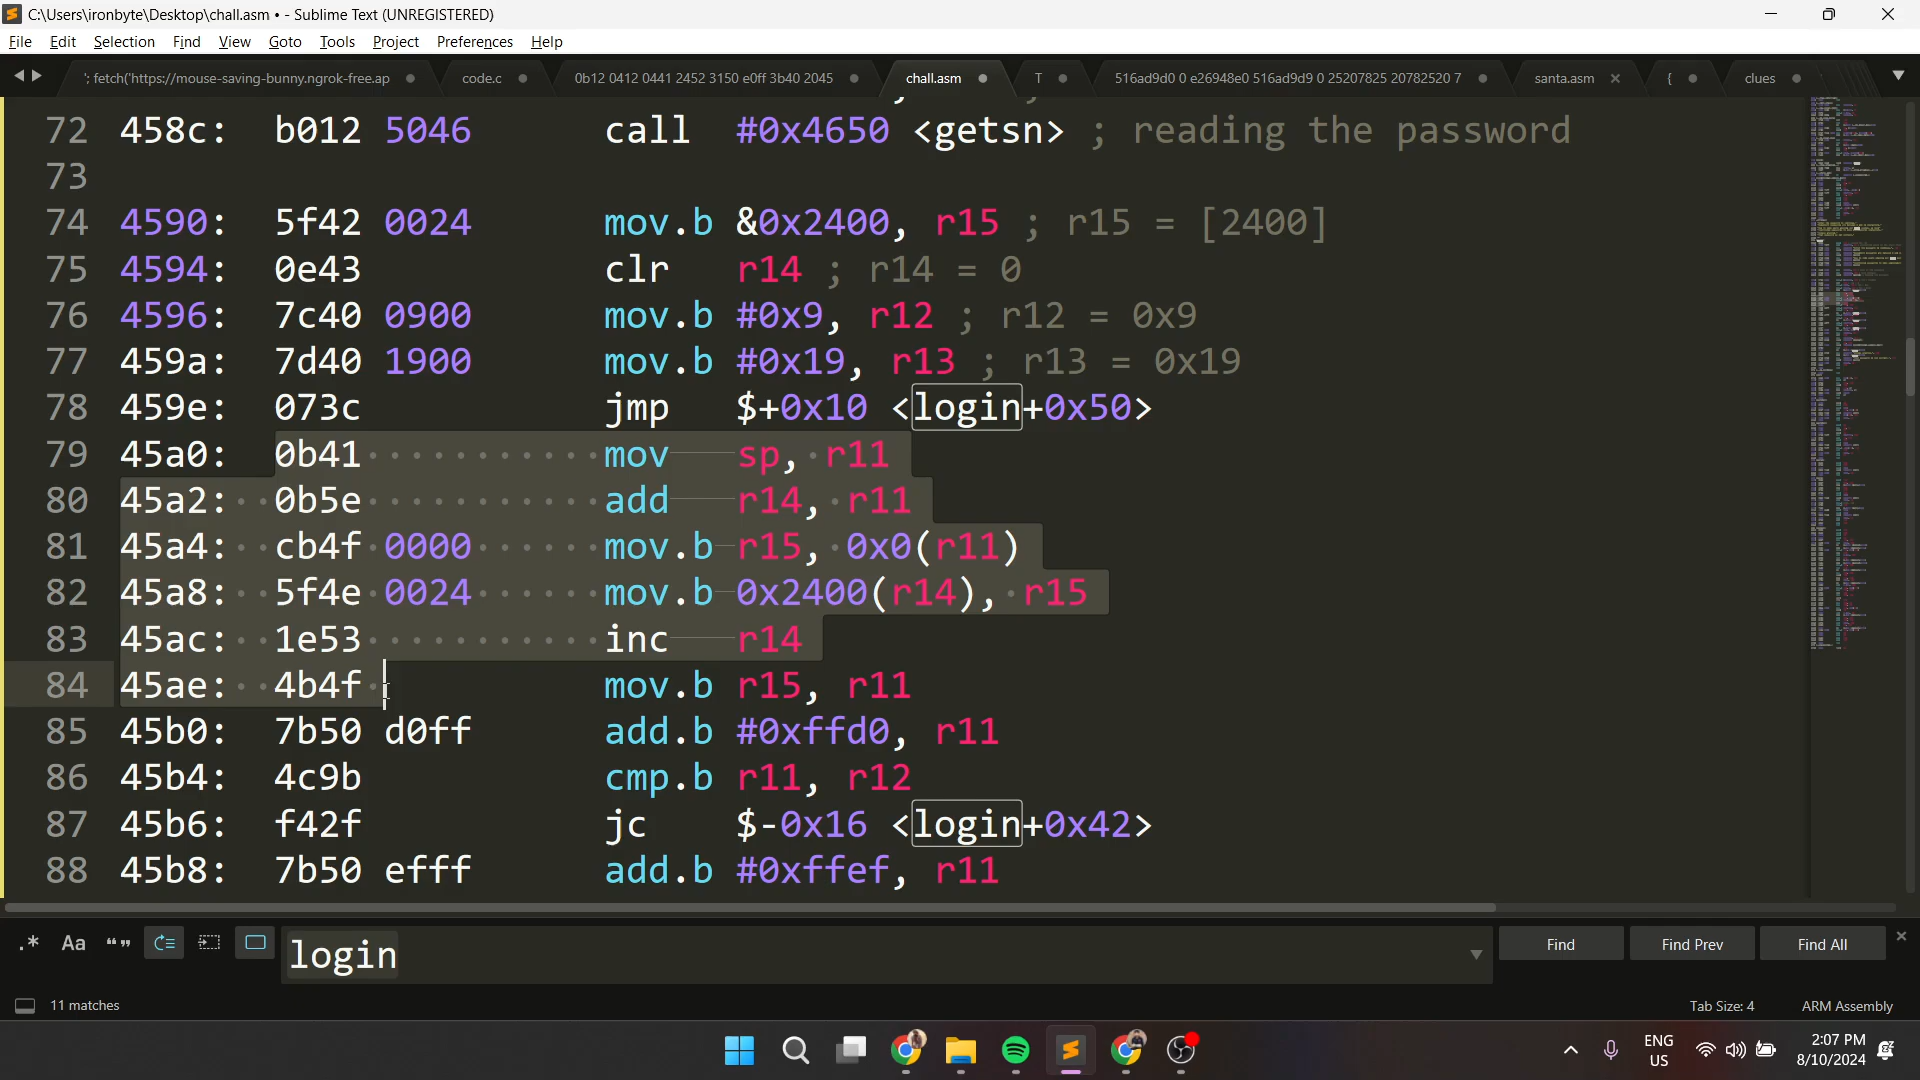 C:\Users\ironbyte\Desktop\chall.asm • - Sublime Text (UNREGISTERED)
File Edit Selection Find View Goto Tools Project Preferences Help
'; fetch('https://mouse-saving-bunny.ngrok-free.ap code.c 0b12 0412 0441 2452 3150 e0ff 3b40 2045 chall.asm T 516ad9d0 0 e26948e0 516ad9d9 0 25207825 20782520 7 santa.asm { clues
72 458c: b012 5046 call #0x4650 <getsn> ; reading the password
73
74 4590: 5f42 0024 mov.b &0x2400, r15 ; r15 = [2400]
75 4594: 0e43 clr r14 ; r14 = 0
76 4596: 7c40 0900 mov.b #0x9, r12 ; r12 = 0x9
77 459a: 7d40 1900 mov.b #0x19, r13 ; r13 = 0x19
78 459e: 073c jmp $+0x10 <login+0x50>
79 45a0: 0b41 mov sp, r11
80 45a2: 0b5e add r14, r11
81 45a4: cb4f 0000 mov.b r15, 0x0(r11)
82 45a8: 5f4e 0024 mov.b 0x2400(r14), r15
83 45ac: 1e53 inc r14
84 45ae: 4b4f mov.b r15, r11
85 45b0: 7b50 d0ff add.b #0xffd0, r11
86 45b4: 4c9b cmp.b r11, r12
87 45b6: f42f jc $-0x16 <login+0x42>
88 45b8: 7b50 efff add.b #0xffef, r11
.* Aa “” login Find Find Prev Find All
11 matches Tab Size: 4 ARM Assembly
ENG
US
2:07 PM
8/10/2024